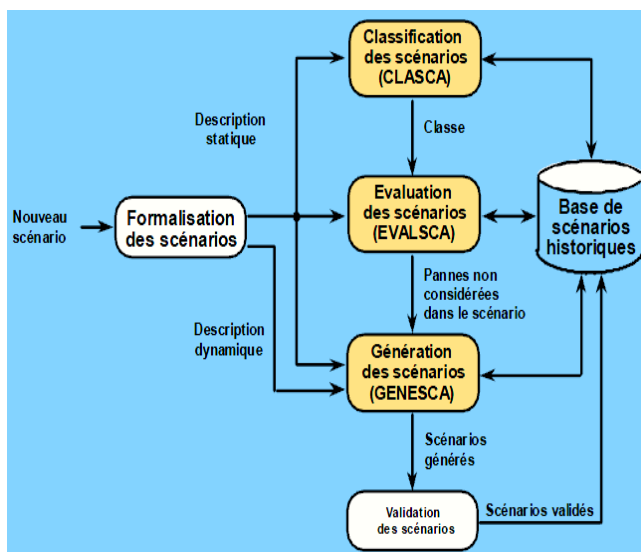 Classification
des scénarios
(CLASCA)
Description
statique
Classe
Nouveau
scénario
Formalisation
des scénarios
Evaluation
des scénarios
(EVALSCA)
Base de
scénarios
historiques
Pannes non
considérées
dans le scénario
Description
dynamique
Génération
des scénarios
(GENESCA)
Scénarios
générés
Validation
des scénarios
Scénarios validés